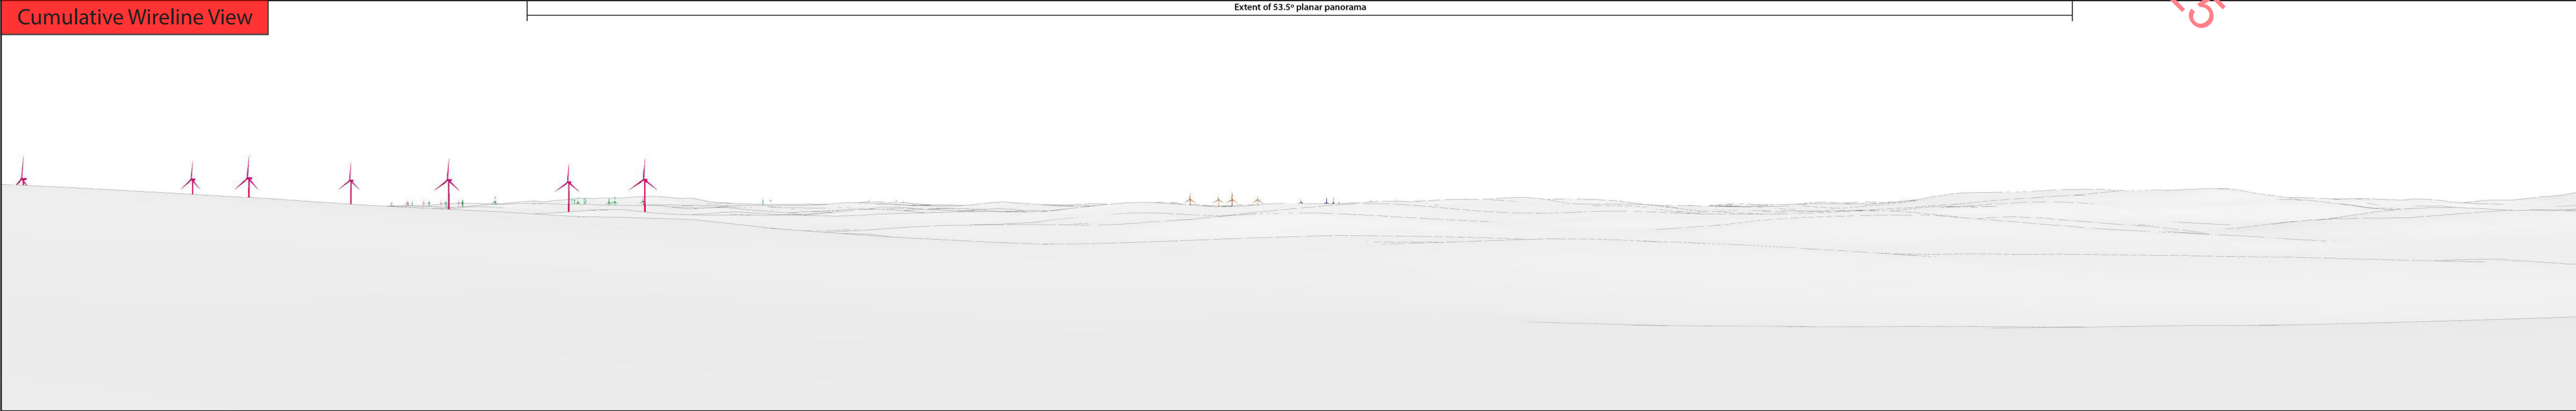 Cumulative Wireline View
Extent of 53.5º planar panorama